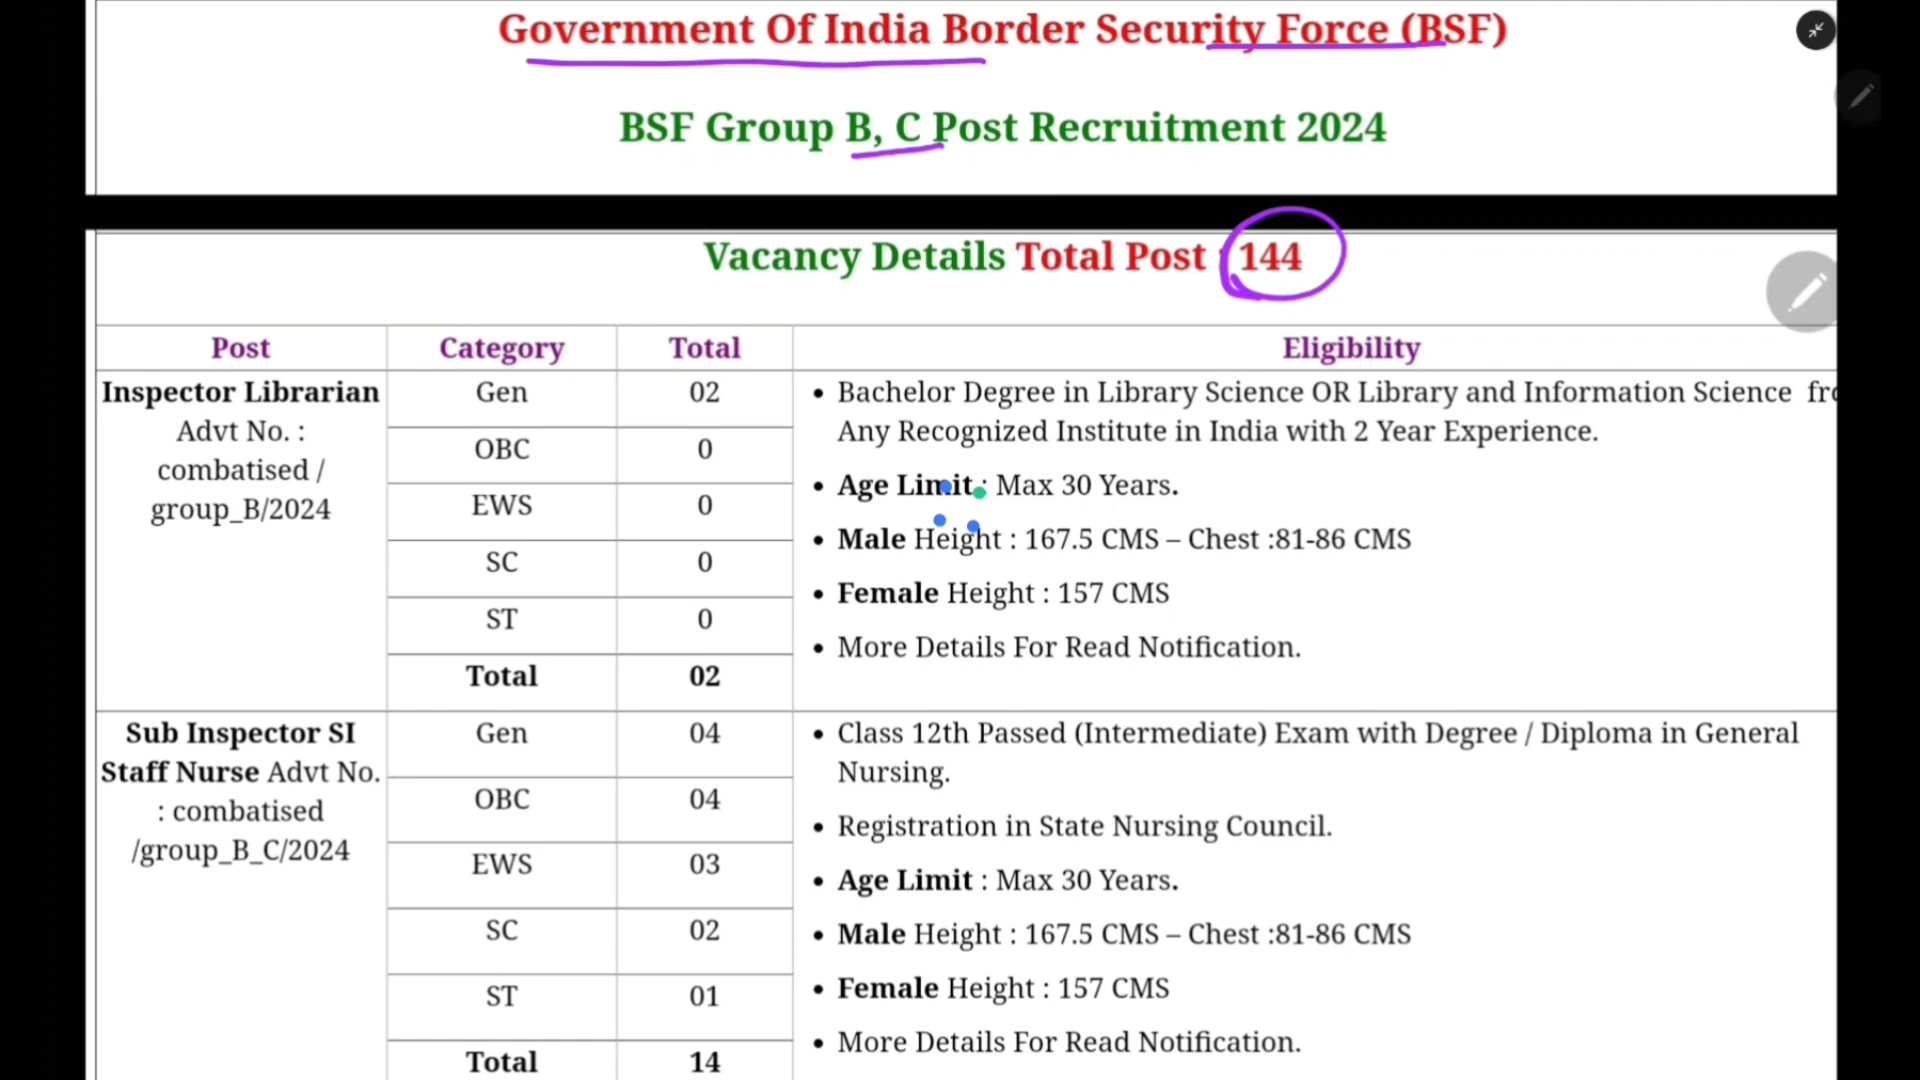 Government Of India Border Security Force (BSF)
BSF Group B, C Post Recruitment 2024
Vacancy Details Total Post : 144
Post Category Total Eligibility
Inspector Librarian
Advt No. :
combatised /
group_B/2024
Gen 02
OBC 0
EWS 0
SC 0
ST 0
Total 02
• Bachelor Degree in Library Science OR Library and Information Science
Any Recognized Institute in India with 2 Year Experience.
• Age Limit : Max 30 Years.
• Male Height : 167.5 CMS – Chest :81-86 CMS
• Female Height : 157 CMS
• More Details For Read Notification.
Sub Inspector SI
Staff Nurse Advt No.
: combatised
/group_B_C/2024
Gen 04
OBC 04
EWS 03
SC 02
ST 01
Total 14
• Class 12th Passed (Intermediate) Exam with Degree / Diploma in General
Nursing.
• Registration in State Nursing Council.
• Age Limit : Max 30 Years.
• Male Height : 167.5 CMS – Chest :81-86 CMS
• Female Height : 157 CMS
• More Details For Read Notification.